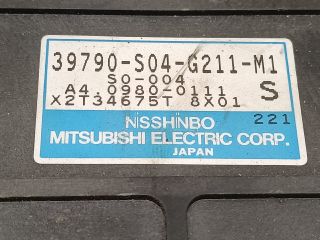 39790-S04-G211-M1
S0-004
A4 0980-0111 S
X2T34675T 8X01
NISSHINBO 221
MITSUBISHI ELECTRIC CORP.
JAPAN